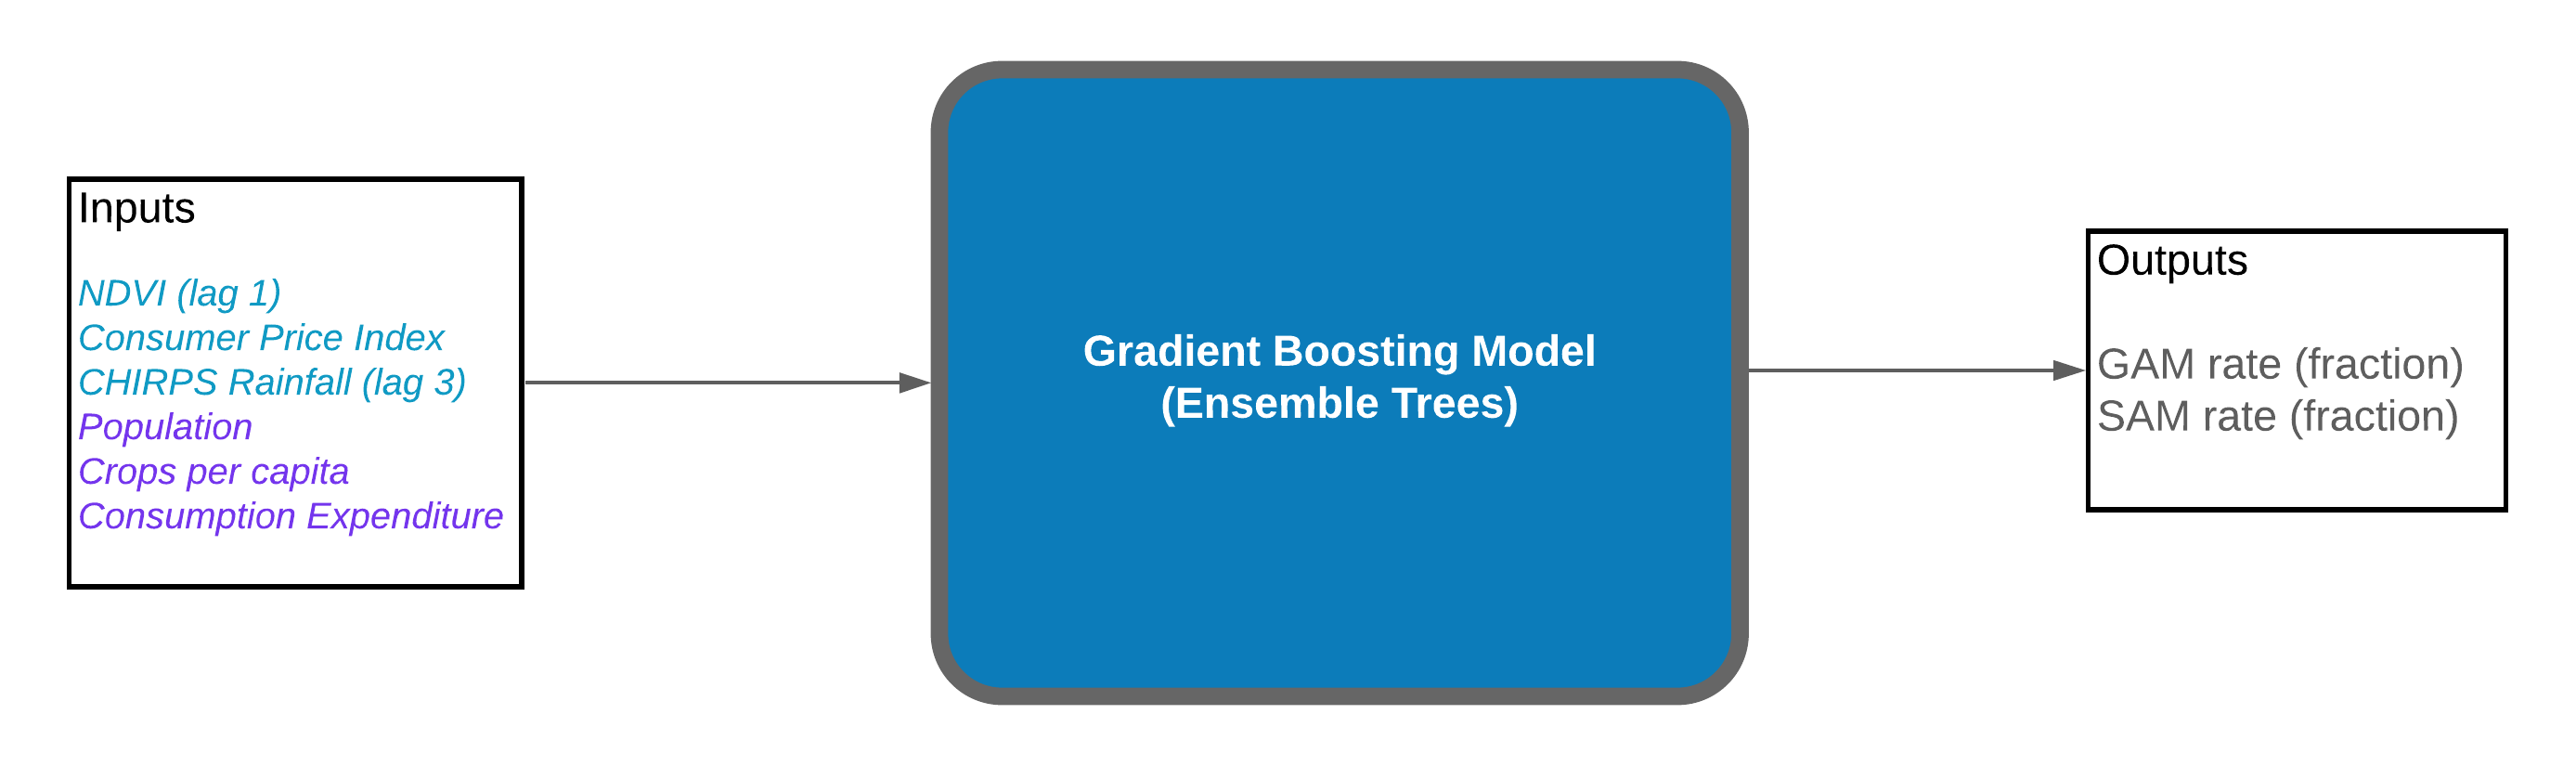 Inputs
NDVI (lag 1)
Consumer Price Index
CHIRPS Rainfall (lag 3)
Population
Crops per capita
Consumption Expenditure
Gradient Boosting Model
(Ensemble Trees)
Outputs
GAM rate (fraction)
SAM rate (fraction)